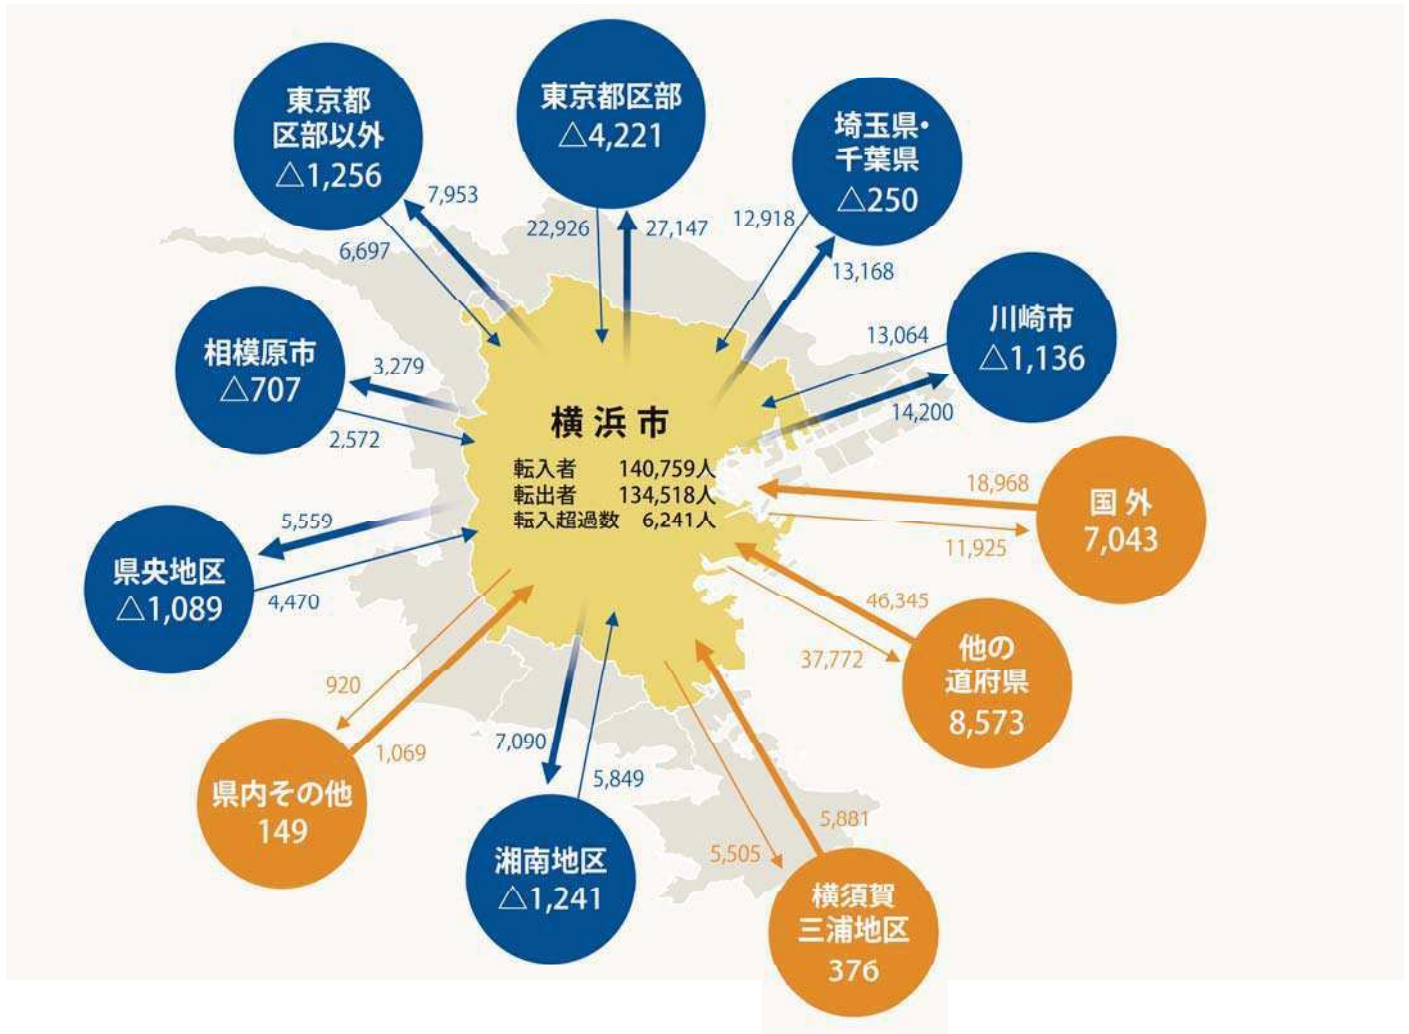 東京都
区部以外
△1,256
7,953
6,697
東京都区部
△4,221
22,926
27,147
埼玉県・
千葉県
△250
12,918
13,168
川崎市
△1,136
13,064
14,200
相模原市
△707
3,279
2,572
横浜市
転入者 140,759人
転出者 134,518人
転入超過数 6,241人
国外
7,043
18,968
11,925
県央地区
△1,089
5,559
4,470
他の
道府県
8,573
46,345
37,772
県内その他
149
920
1,069
湘南地区
△1,241
7,090
5,849
横須賀
三浦地区
376
5,881
5,505